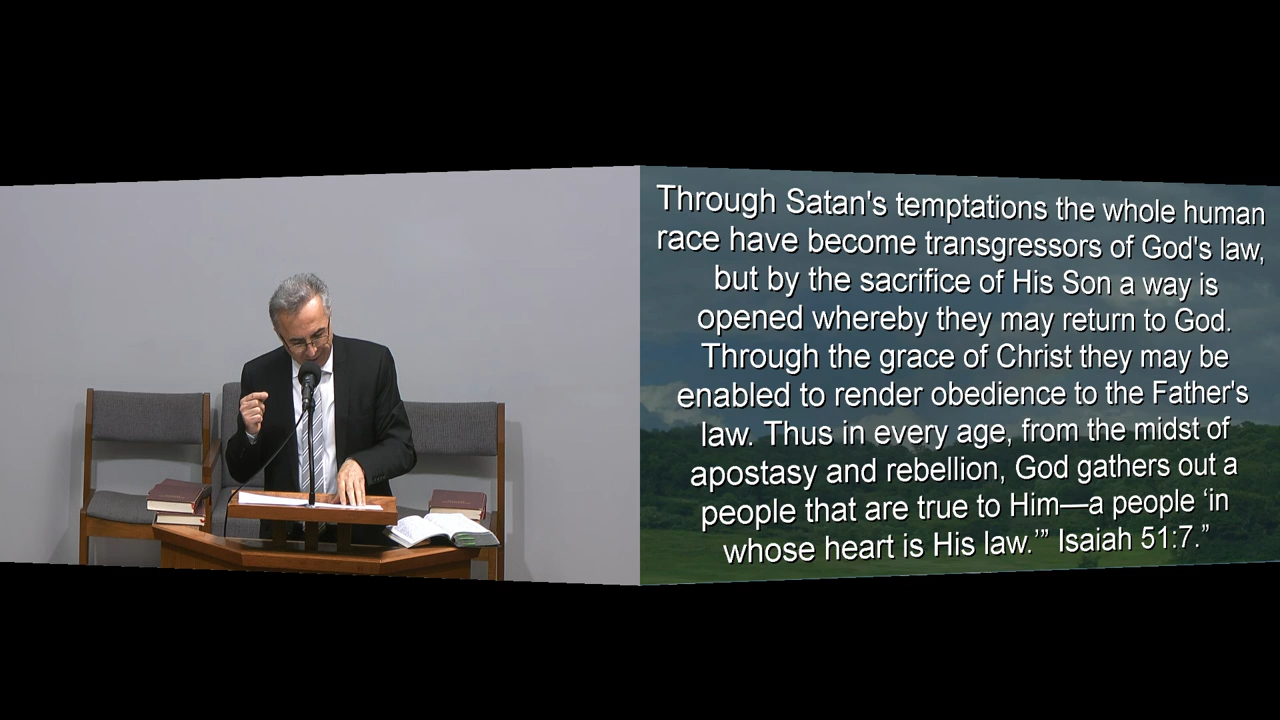 Through Satan's temptations the whole human
race have become transgressors of God's law,
but by the sacrifice of His Son a way is
opened whereby they may return to God.
Through the grace of Christ they may be
enabled to render obedience to the Father's
law. Thus in every age, from the midst of
apostasy and rebellion, God gathers out a
people that are true to Him—a people ‘in
whose heart is His law.’” Isaiah 51:7.”